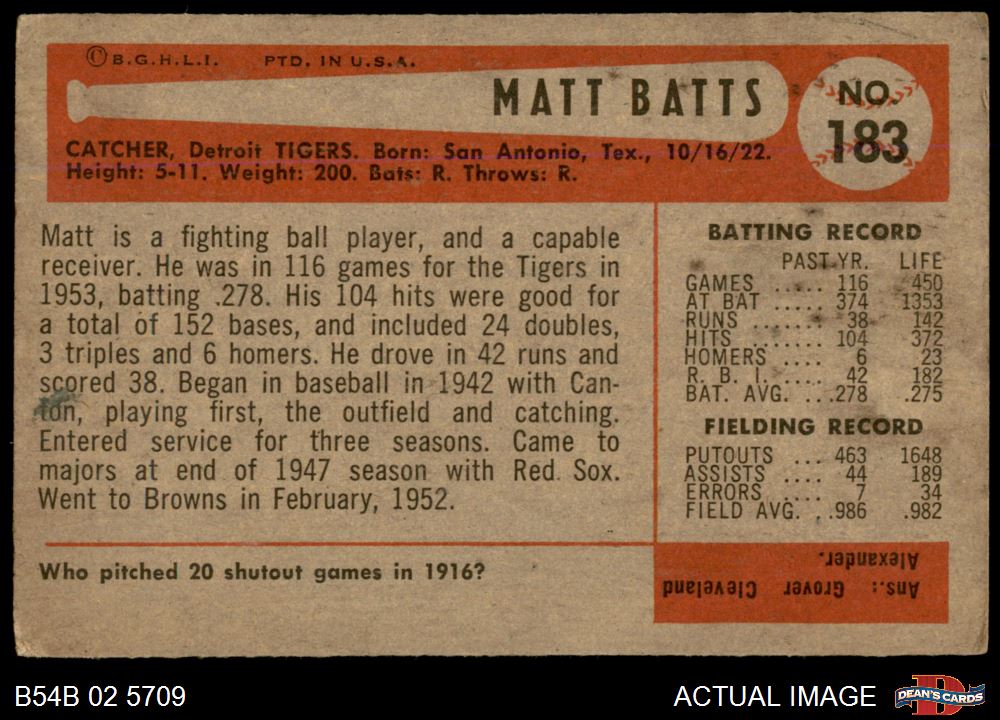 ©B.G.H.L.I. PTD. IN U.S.A.
MATT BATTS
NO.
183
CATCHER, Detroit TIGERS. Born: San Antonio, Tex., 10/16/22.
Height: 5-11. Weight: 200. Bats: R. Throws: R.
Matt is a fighting ball player, and a capable
receiver. He was in 116 games for the Tigers in
1953, batting .278. His 104 hits were good for
a total of 152 bases, and included 24 doubles,
3 triples and 6 homers. He drove in 42 runs and
scored 38. Began in baseball in 1942 with Can-
ton, playing first, the outfield and catching.
Entered service for three seasons. Came to
majors at end of 1947 season with Red. Sox.
Went to Browns in February, 1952.
BATTING RECORD
PAST YR. LIFE
GAMES ..... 116 450
AT BAT ..... 374 1353
RUNS ....... 38 142
HITS ........ 104 372
HOMERS .... 6 23
R. B. I. ..... 42 182
BAT. AVG. ... .278 .275
FIELDING RECORD
PUTOUTS ... 463 1648
ASSISTS .... 44 189
ERRORS .... 7 34
FIELD AVG. . .986 .982
Who pitched 20 shutout games in 1916?
Ans.: Grover Cleveland
Alexander.
B54B 02 5709
ACTUAL IMAGE
DEAN'S CARDS